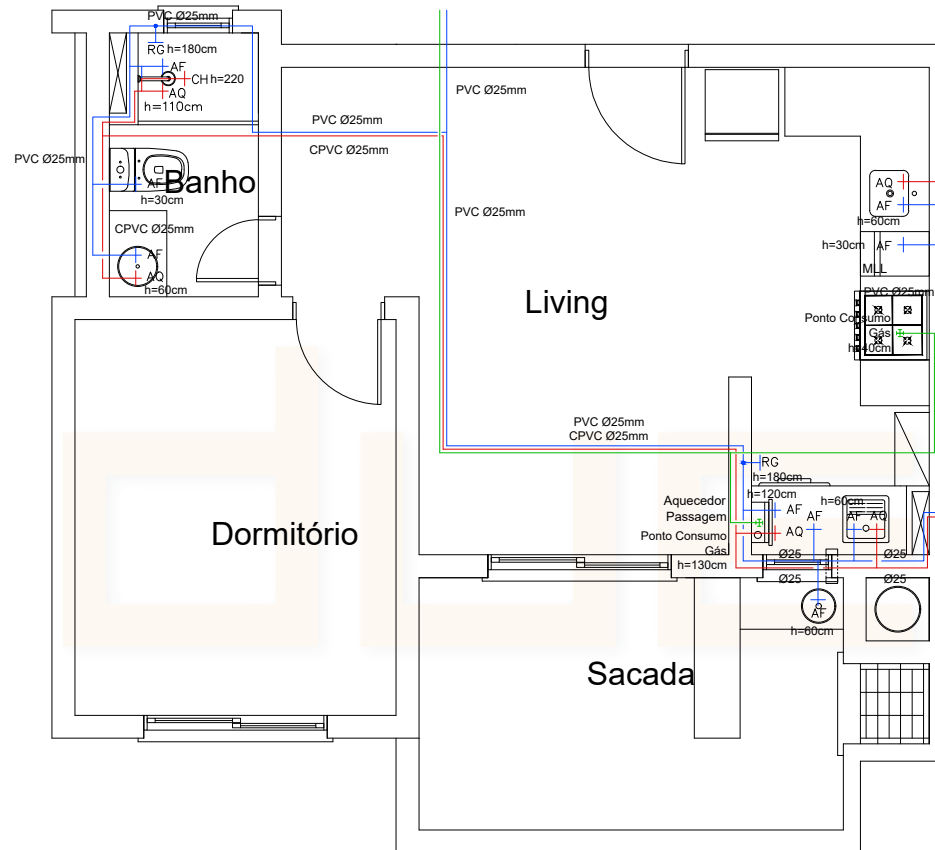 PVC Ø25mm
RG
h=180cm
AF
CH
h=220
AQ
h=110cm
PVC Ø25mm
PVC Ø25mm
CPVC Ø25mm
PVC Ø25mm
PVC Ø25mm
Banho
AF
h=30cm
CPVC Ø25mm
AF
AQ
h=60cm
PVC Ø25mm
Living
AQ
AF
h=60cm
h=30cm
AF
MLL
PVC Ø25mm
Ponto Consumo
Gás
h=40cm
PVC Ø25mm
CPVC Ø25mm
RG
h=180cm
h=120cm
h=60cm
Aquecedor
Passagem
AF
AF
AF
AQ
AQ
Ponto Consumo
Gás
h=130cm
Ø25
Ø25
Ø25
Ø25
AF
h=60cm
Dormitório
Sacada